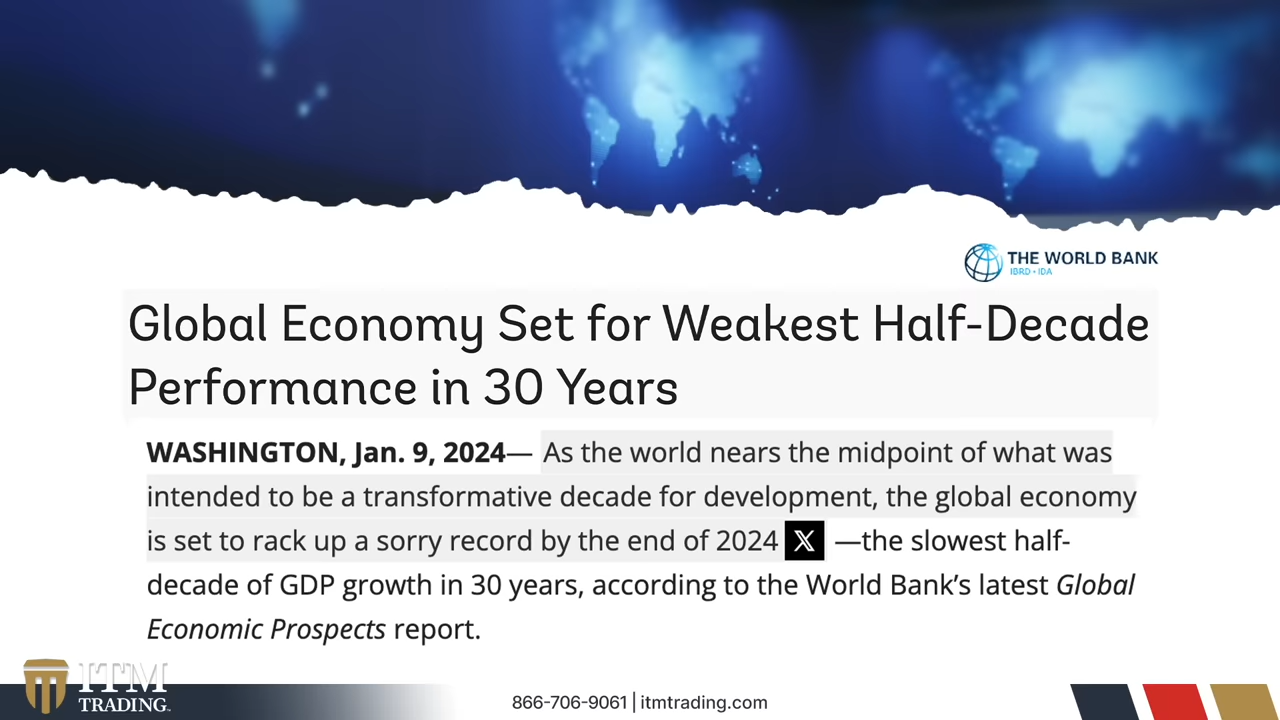 THE WORLD BANK
IBRD • IDA
Global Economy Set for Weakest Half-Decade
Performance in 30 Years
WASHINGTON, Jan. 9, 2024— As the world nears the midpoint of what was
intended to be a transformative decade for development, the global economy
is set to rack up a sorry record by the end of 2024 X —the slowest half-
decade of GDP growth in 30 years, according to the World Bank’s latest Global
Economic Prospects report.
ITM
TRADING™
866-706-9061 | itmtrading.com